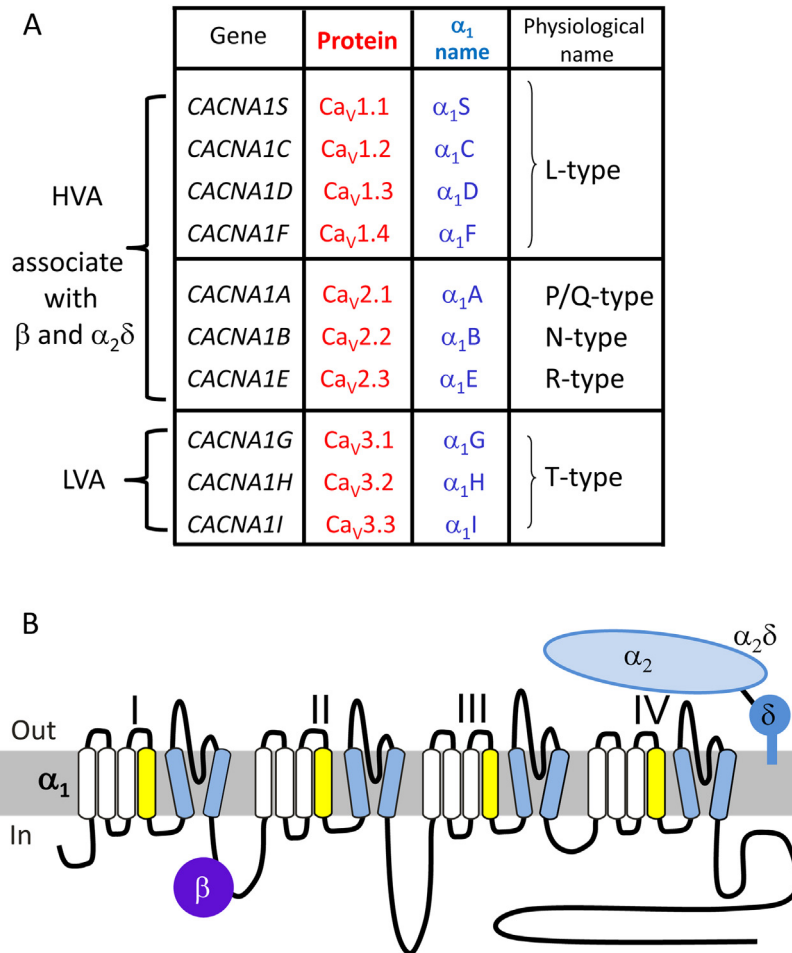 A
Gene Protein α₁ name Physiological name
HVA
associate
with
β and α₂δ
CACNA1S Caᵥ1.1 α₁S
CACNA1C Caᵥ1.2 α₁C
CACNA1D Caᵥ1.3 α₁D
CACNA1F Caᵥ1.4 α₁F
L-type
CACNA1A Caᵥ2.1 α₁A P/Q-type
CACNA1B Caᵥ2.2 α₁B N-type
CACNA1E Caᵥ2.3 α₁E R-type
LVA
CACNA1G Caᵥ3.1 α₁G
CACNA1H Caᵥ3.2 α₁H
CACNA1I Caᵥ3.3 α₁I
T-type
B
α₂ α₂δ
I II III IV δ
Out
α₁
In
β